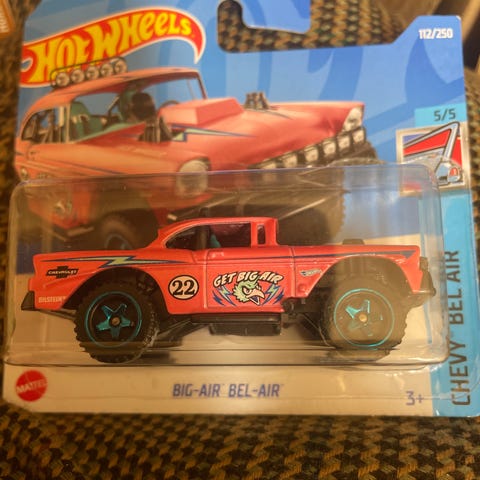 HOT WHEELS
112/250
5/5
CHEVY BEL AIR
CHEVROLET
BILSTEIN
22
GET BIG AIR
MATTEL
BIG-AIR BEL-AIR
3+